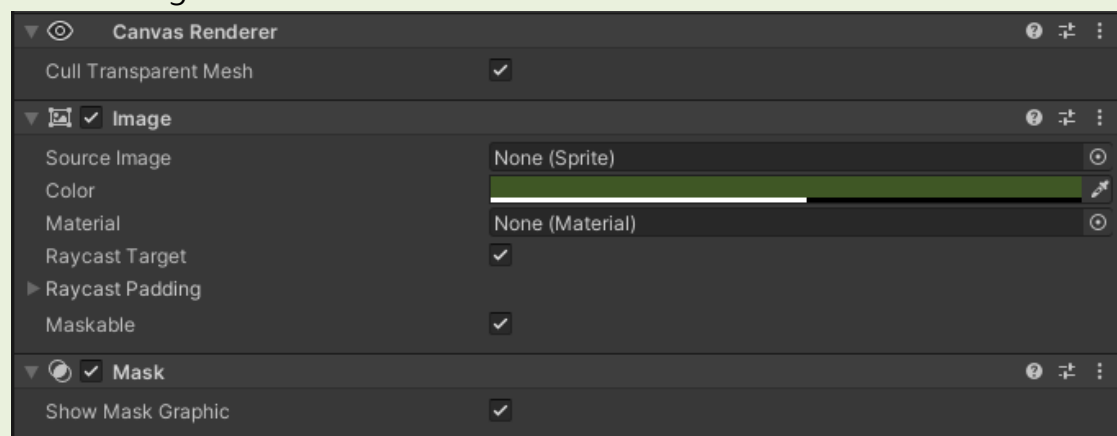 Canvas Renderer
Cull Transparent Mesh
Image
Source Image None (Sprite)
Color
Material None (Material)
Raycast Target
Raycast Padding
Maskable
Mask
Show Mask Graphic